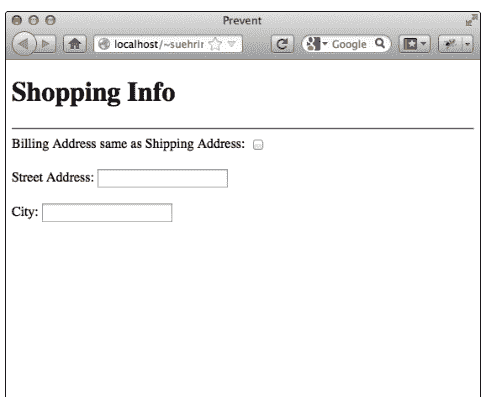 Prevent
localhost/~suehrir
Google
Shopping Info
Billing Address same as Shipping Address:
Street Address:
City: